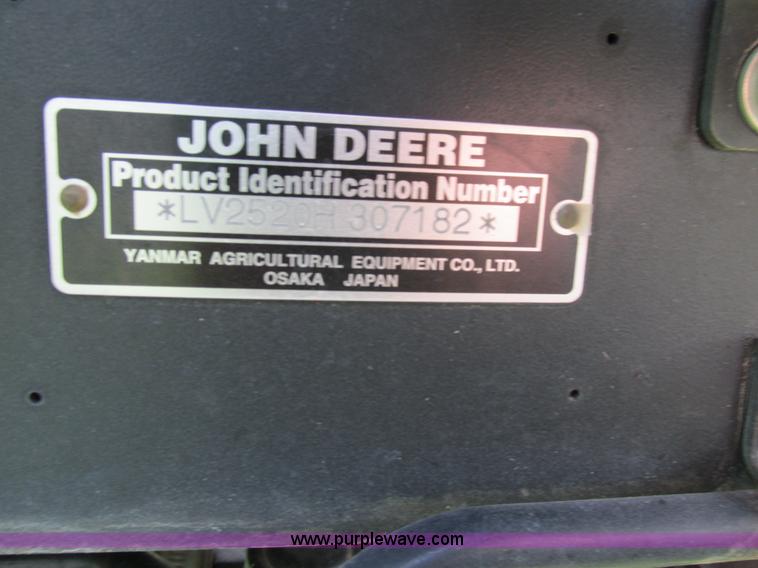 JOHN DEERE
Product Identification Number
*LV2520H 307182*
YANMAR AGRICULTURAL EQUIPMENT CO., LTD.
OSAKA JAPAN
www.purplewave.com